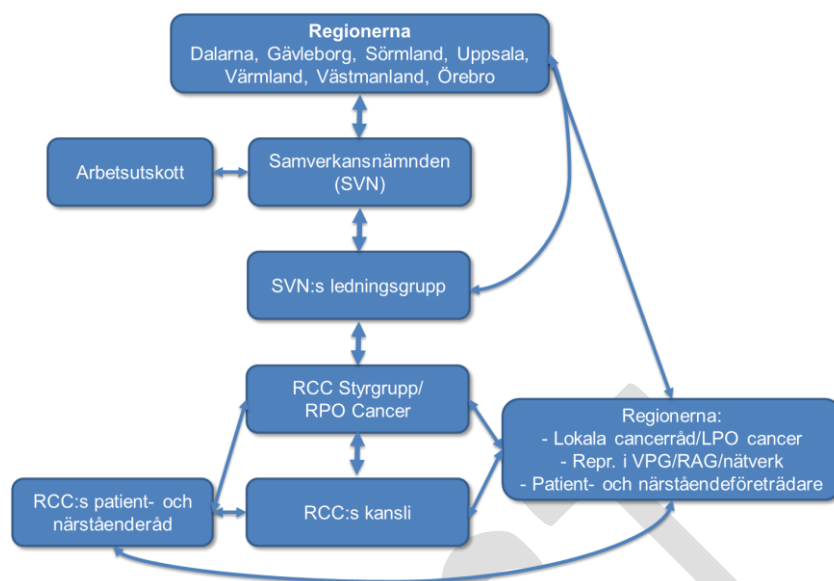 Regionerna
Dalarna, Gävleborg, Sörmland, Uppsala,
Värmland, Västmanland, Örebro
Arbetsutskott
Samverkansnämnden
(SVN)
SVN:s ledningsgrupp
RCC Styrgrupp/
RPO Cancer
Regionerna:
- Lokala cancerråd/LPO cancer
- Repr. i VPG/RAG/nätverk
- Patient- och närståendeföreträdare
RCC:s patient- och
närståenderåd
RCC:s kansli